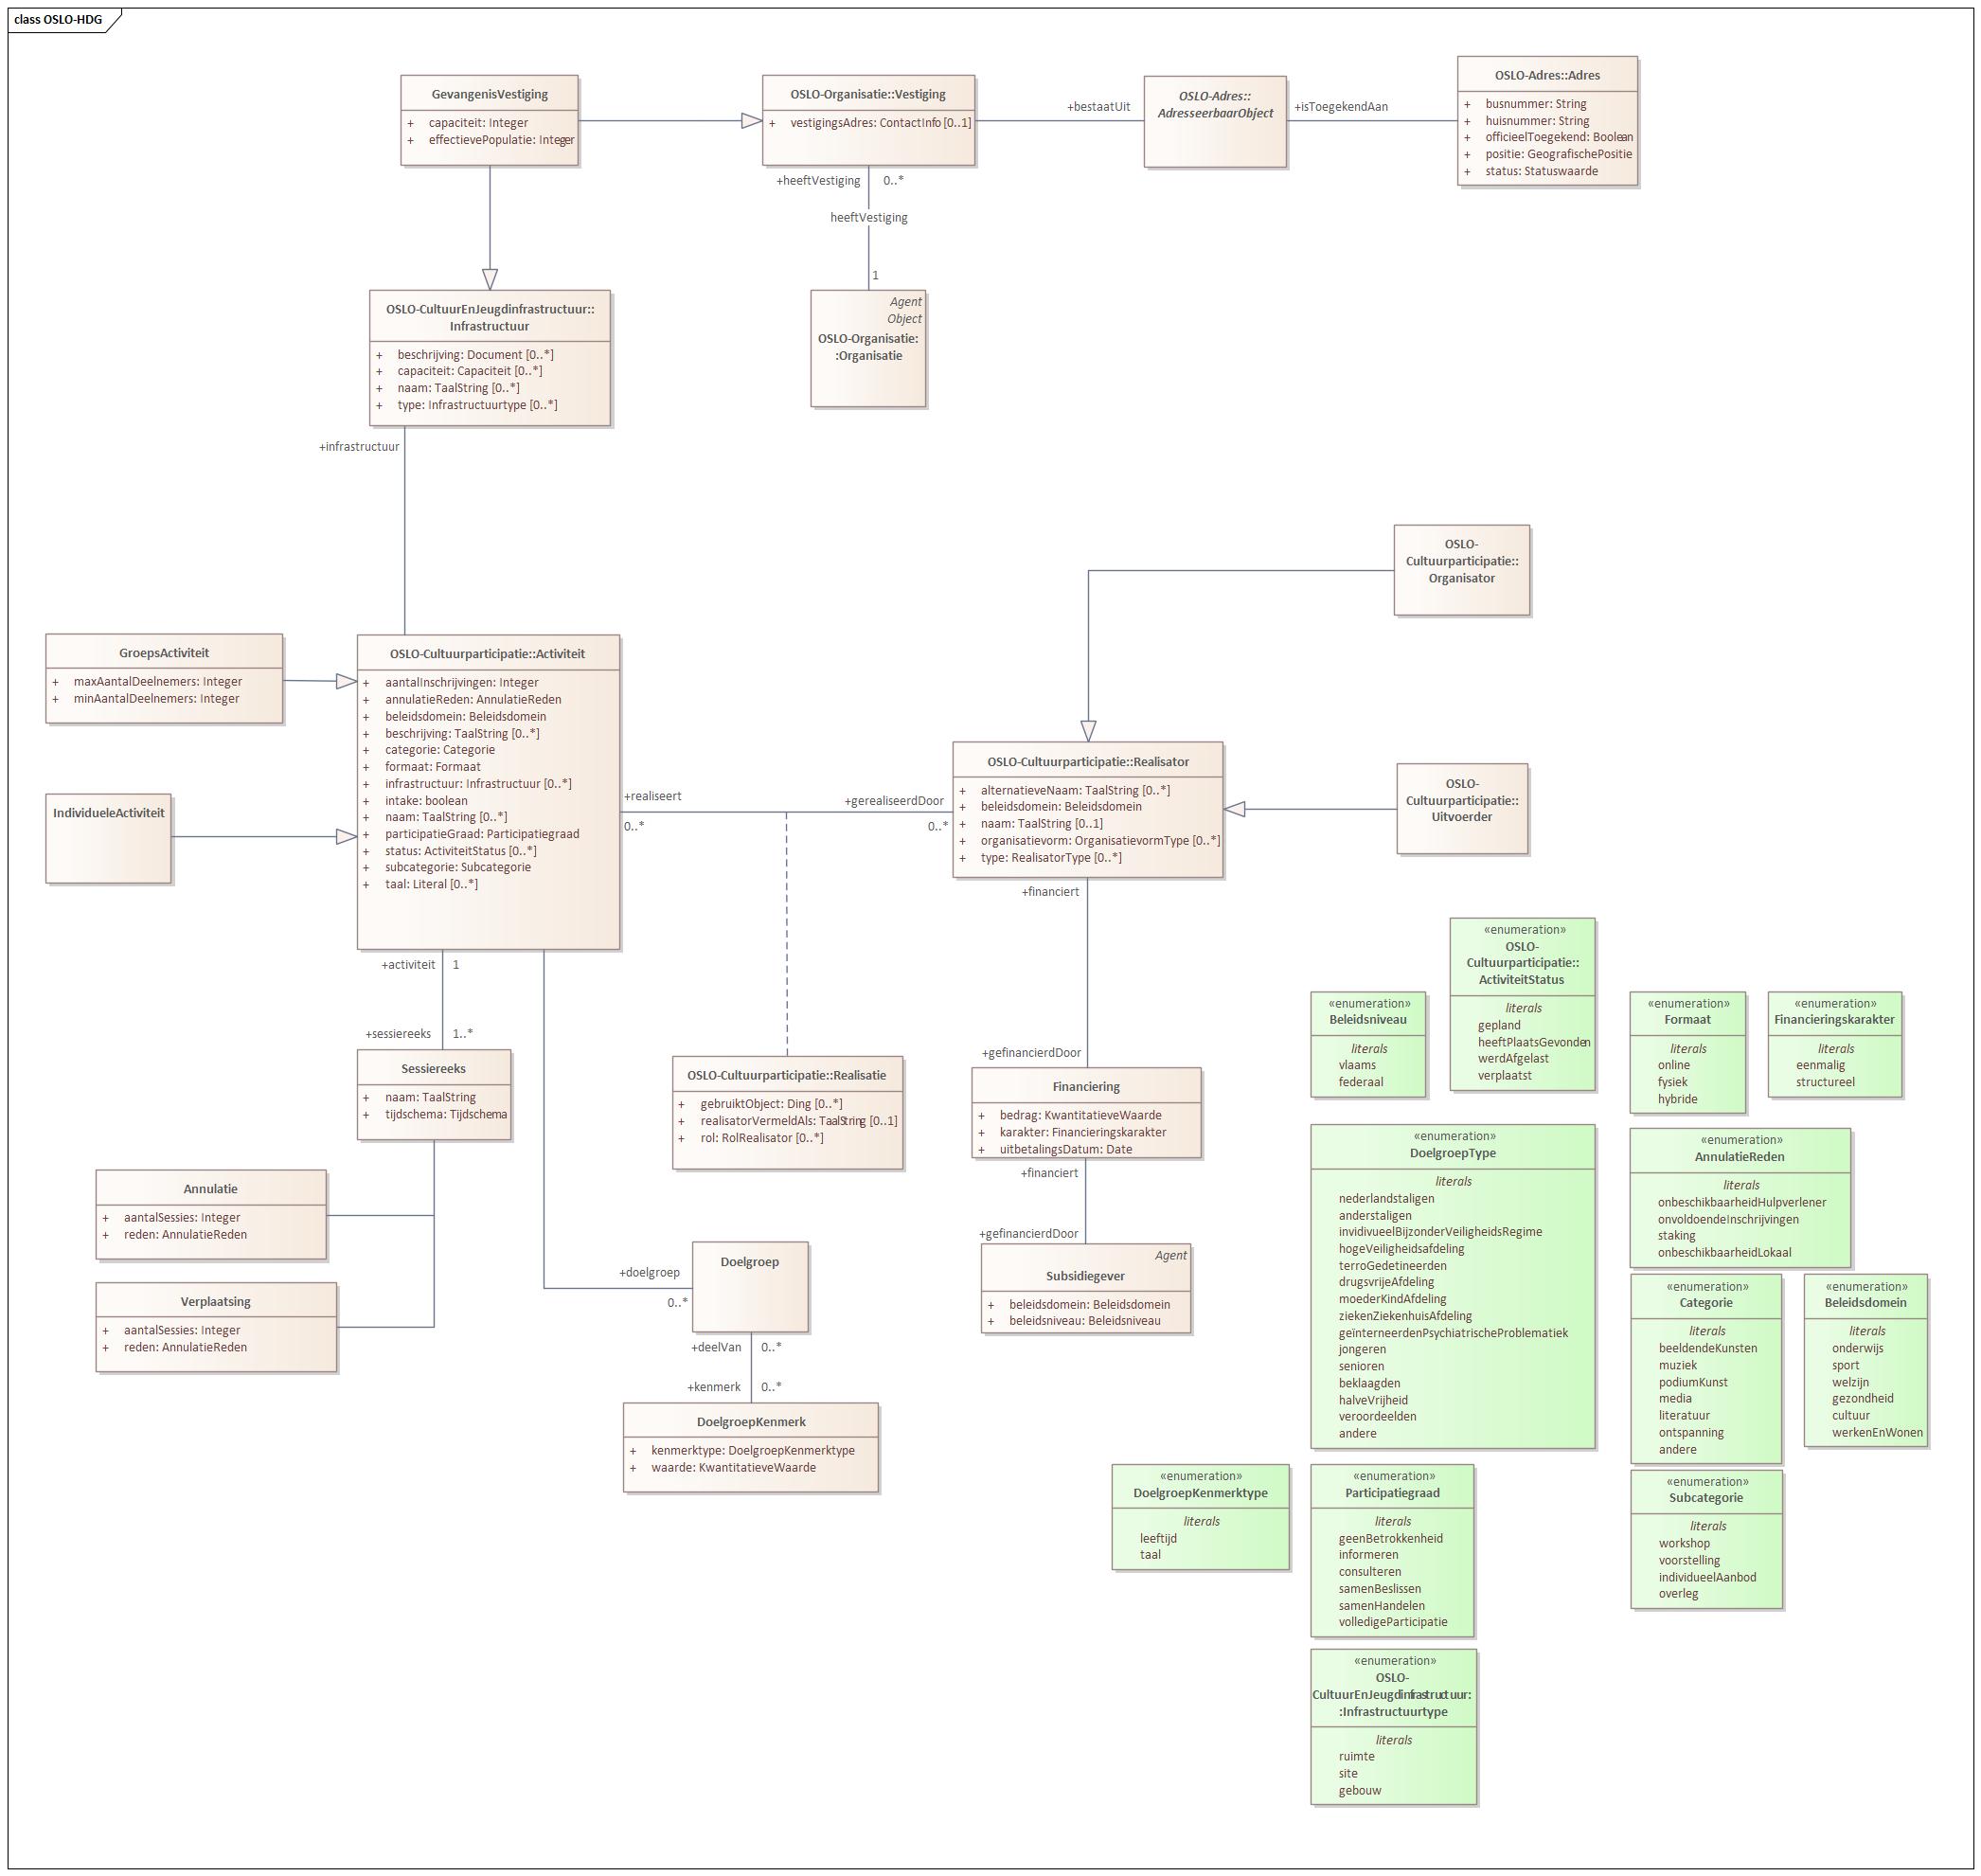 class OSLO-HDG
GevangenisVestiging
+ capaciteit: Integer
+ effectievePopulatie: Integer
OSLO-Organisatie::Vestiging
+ vestigingsAdres: ContactInfo [0..1]
+bestaatUit
OSLO-Adres::
AdresseerbaarObject
+isToegekendAan
OSLO-Adres::Adres
+ busnummer: String
+ huisnummer: String
+ officieelToegekend: Boolean
+ positie: GeografischePositie
+ status: Statuswaarde
+heeftVestiging 0..*
heeftVestiging
1
Agent
Object
OSLO-Organisatie:
:Organisatie
OSLO-CultuurEnJeugdinfrastructuur::
Infrastructuur
+ beschrijving: Document [0..*]
+ capaciteit: Capaciteit [0..*]
+ naam: TaalString [0..*]
+ type: Infrastructuurtype [0..*]
+infrastructuur
OSLO-
Cultuurparticipatie::
Organisator
GroepsActiviteit
+ maxAantalDeelnemers: Integer
+ minAantalDeelnemers: Integer
IndividueleActiviteit
OSLO-Cultuurparticipatie::Activiteit
+ aantalInschrijvingen: Integer
+ annulatieReden: AnnulatieReden
+ beleidsdomein: Beleidsdomein
+ beschrijving: TaalString [0..*]
+ categorie: Categorie
+ formaat: Formaat
+ infrastructuur: Infrastructuur [0..*]
+ intake: boolean
+ naam: TaalString [0..*]
+ participatieGraad: Participatiegraad
+ status: ActiviteitStatus [0..*]
+ subcategorie: Subcategorie
+ taal: Literal [0..*]
+realiseert
0..*
+gerealiseerdDoor
0..*
OSLO-Cultuurparticipatie::Realisator
+ alternatieveNaam: TaalString [0..*]
+ beleidsdomein: Beleidsdomein
+ naam: TaalString [0..1]
+ organisatievorm: OrganisatievormType [0..*]
+ type: RealisatorType [0..*]
OSLO-
Cultuurparticipatie::
Uitvoerder
+financiert
+gefinancierdDoor
+activiteit 1
+sessiereeks 1..*
Sessiereeks
+ naam: TaalString
+ tijdschema: Tijdschema
OSLO-Cultuurparticipatie::Realisatie
+ gebruiktObject: Ding [0..*]
+ realisatorVermeldAls: TaalString [0..1]
+ rol: RolRealisator [0..*]
Financiering
+ bedrag: KwantitatieveWaarde
+ karakter: Financieringskarakter
+ uitbetalingsDatum: Date
+financiert
+gefinancierdDoor
Agent
Subsidiegever
+ beleidsdomein: Beleidsdomein
+ beleidsniveau: Beleidsniveau
Annulatie
+ aantalSessies: Integer
+ reden: AnnulatieReden
Verplaatsing
+ aantalSessies: Integer
+ reden: AnnulatieReden
+doelgroep
0..*
Doelgroep
+deelVan 0..*
+kenmerk 0..*
DoelgroepKenmerk
+ kenmerktype: DoelgroepKenmerktype
+ waarde: KwantitatieveWaarde
«enumeration»
Beleidsniveau
literals
vlaams
federaal
«enumeration»
OSLO-
Cultuurparticipatie::
ActiviteitStatus
literals
gepland
heeftPlaatsGevonden
werdAfgelast
verplaatst
«enumeration»
Formaat
literals
online
fysiek
hybride
«enumeration»
Financieringskarakter
literals
eenmalig
structureel
«enumeration»
DoelgroepType
literals
nederlandstaligen
anderstaligen
invidivueelBijzonderVeiligheidsRegime
hogeVeiligheidsafdeling
terroGedetineerden
drugsvrijeAfdeling
moederKindAfdeling
ziekenZiekenhuisAfdeling
geïnterneerdenPsychiatrischeProblematiek
jongeren
senioren
beklaagden
halveVrijheid
veroordeelden
andere
«enumeration»
AnnulatieReden
literals
onbeschikbaarheidHulpverlener
onvoldoendeInschrijvingen
staking
onbeschikbaarheidLokaal
«enumeration»
Categorie
literals
beeldendeKunsten
muziek
podiumKunst
media
literatuur
ontspanning
andere
«enumeration»
Beleidsdomein
literals
onderwijs
sport
welzijn
gezondheid
cultuur
werkenEnWonen
«enumeration»
DoelgroepKenmerktype
literals
leeftijd
taal
«enumeration»
Participatiegraad
literals
geenBetrokkenheid
informeren
consulteren
samenBeslissen
samenHandelen
volledigeParticipatie
«enumeration»
Subcategorie
literals
workshop
voorstelling
individueelAanbod
overleg
«enumeration»
OSLO-
CultuurEnJeugdinfrastructuur:
:Infrastructuurtype
literals
ruimte
site
gebouw